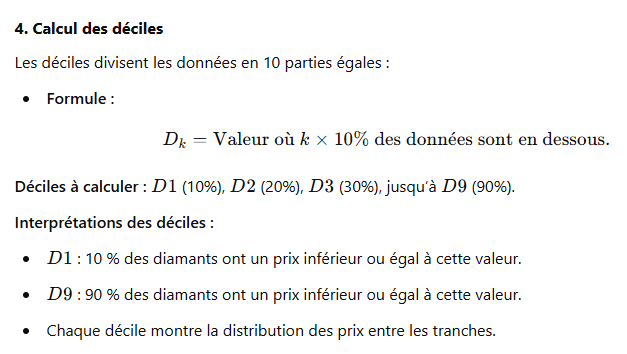 4. Calcul des déciles
Les déciles divisent les données en 10 parties égales :
• Formule :
D_k = Valeur où k × 10% des données sont en dessous.
Déciles à calculer : D1 (10%), D2 (20%), D3 (30%), jusqu'à D9 (90%).
Interprétations des déciles :
• D1 : 10 % des diamants ont un prix inférieur ou égal à cette valeur.
• D9 : 90 % des diamants ont un prix inférieur ou égal à cette valeur.
• Chaque décile montre la distribution des prix entre les tranches.